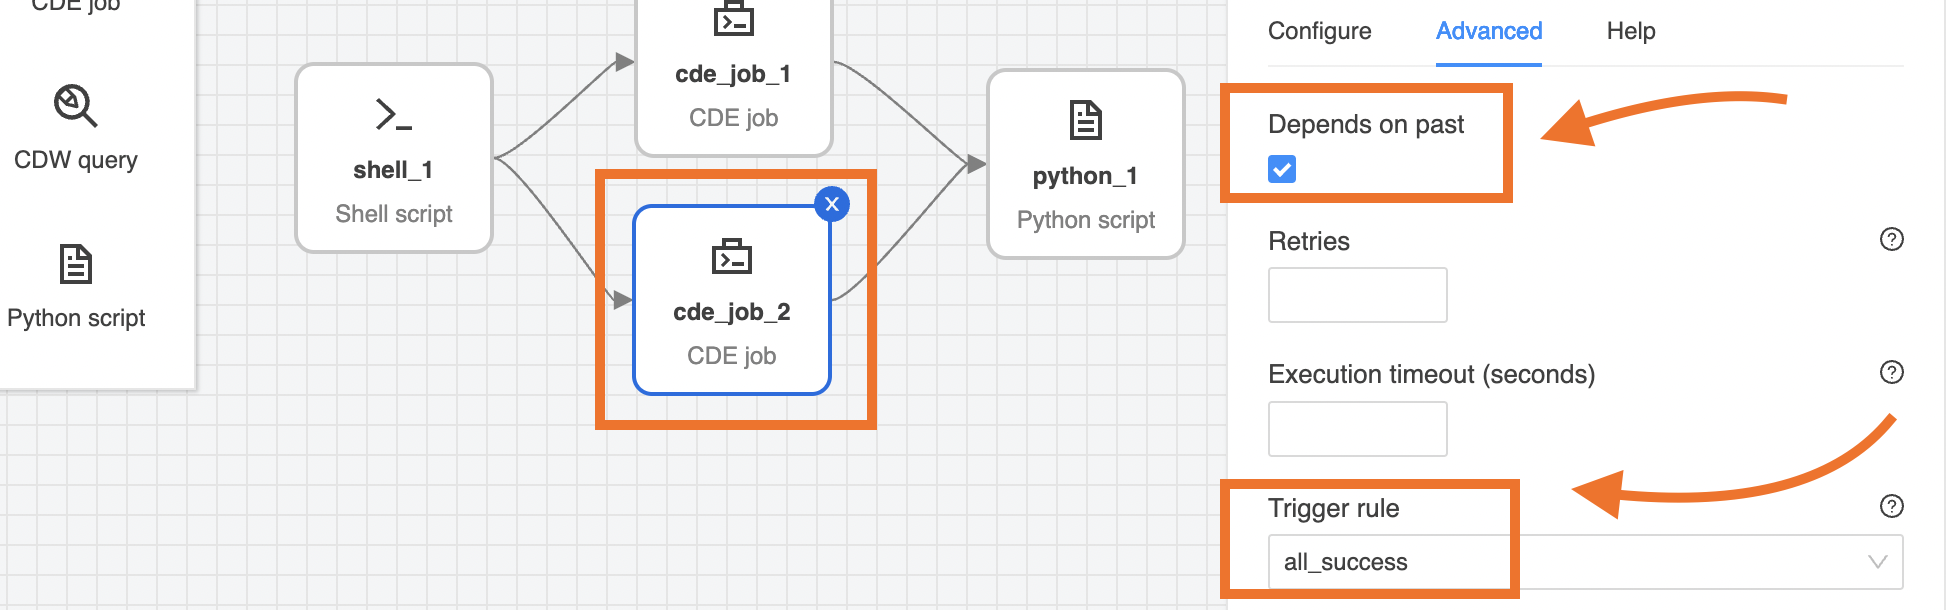 CDE job
CDW query
Python script
shell_1
Shell script
cde_job_1
CDE job
cde_job_2
CDE job
python_1
Python script
Configure
Advanced
Help
Depends on past
Retries
Execution timeout (seconds)
Trigger rule
all_success